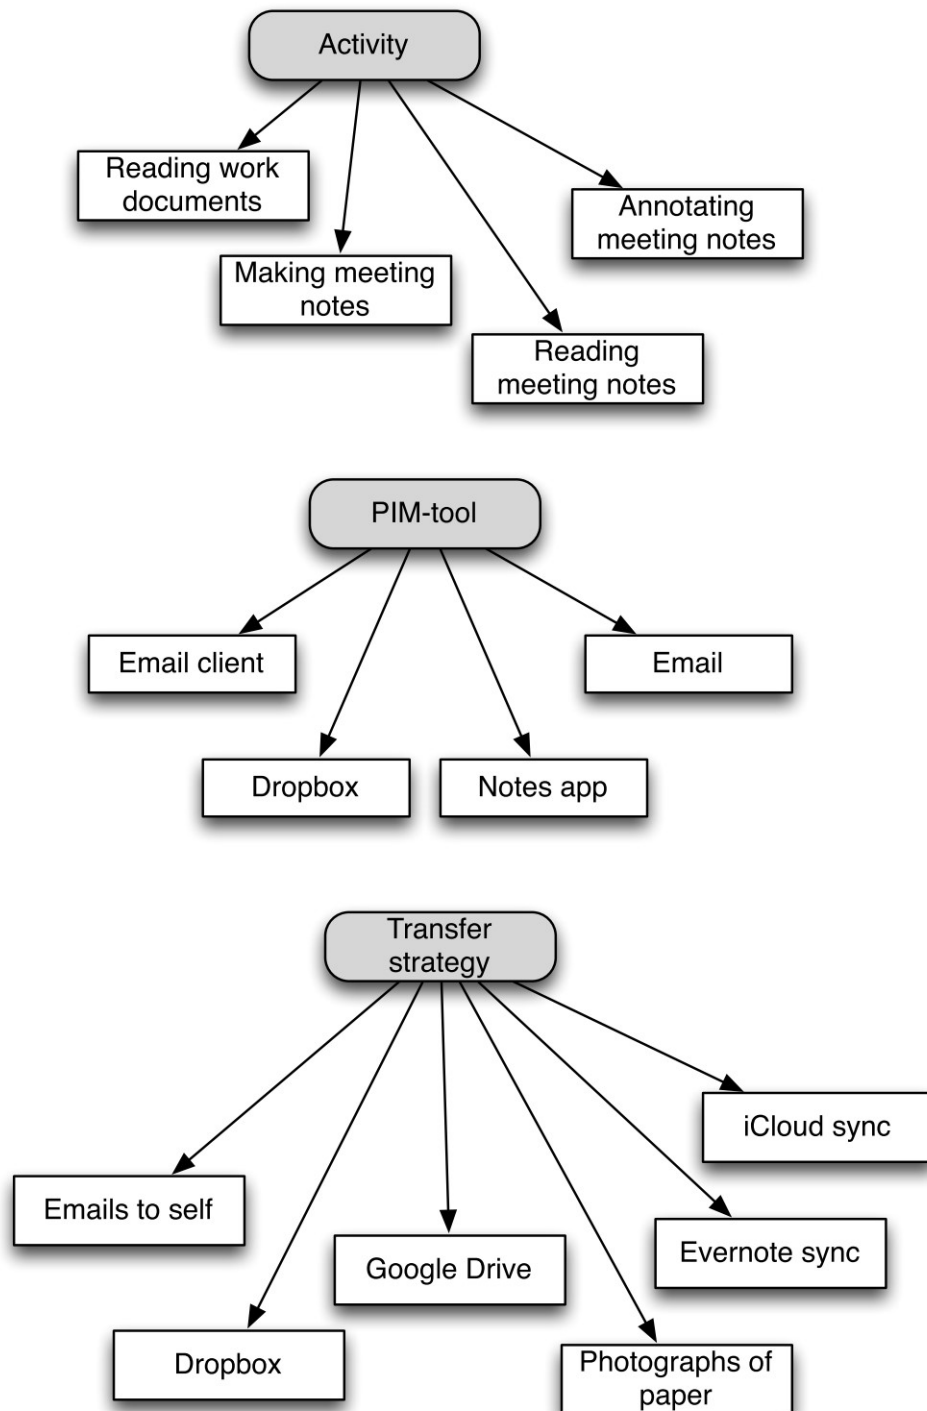 Activity
Reading work
documents
Annotating
meeting notes
Making meeting
notes
Reading
meeting notes
PIM-tool
Email client
Email
Dropbox
Notes app
Transfer
strategy
iCloud sync
Emails to self
Evernote sync
Google Drive
Dropbox
Photographs of
paper